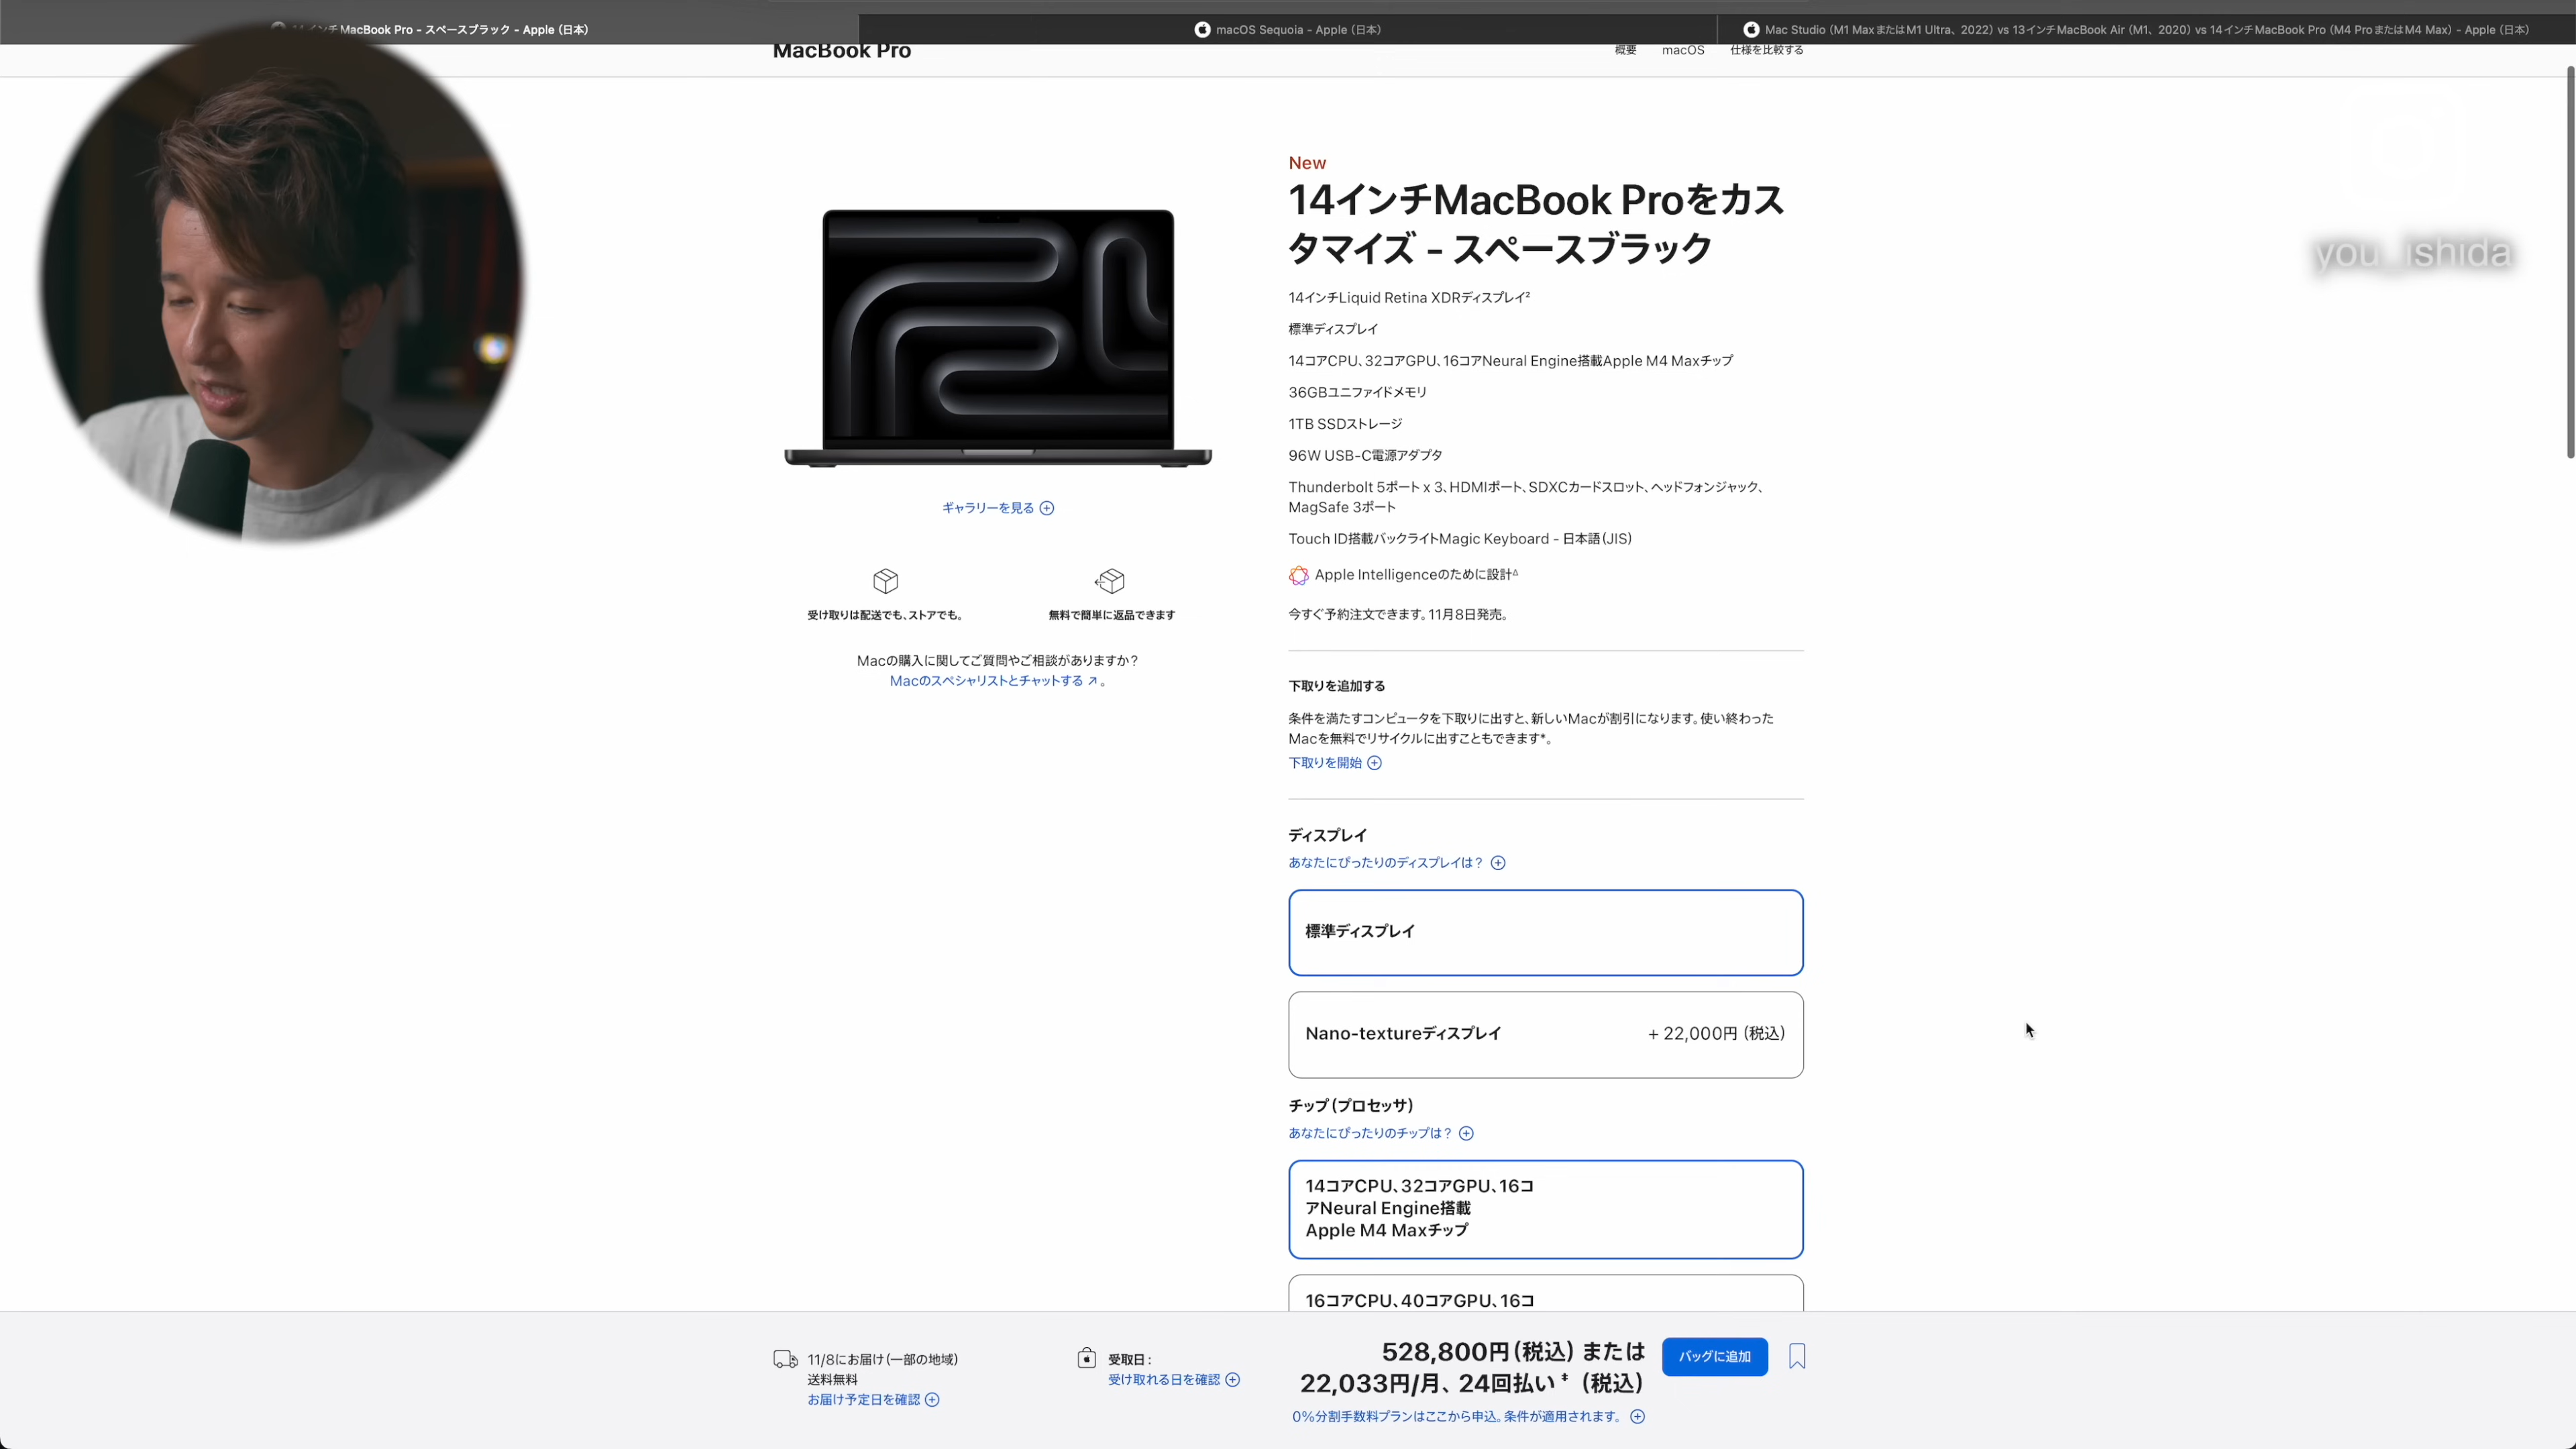 インチMacBook Pro - スペースブラック - Apple（日本）
macOS Sequoia - Apple（日本）
Mac Studio（M1 MaxまたはM1 Ultra、2022）vs 13インチMacBook Air（M1、2020）vs 14インチMacBook Pro（M4 ProまたはM4 Max）- Apple（日本）
MacBook Pro
概要
macOS
仕様を比較する
you_ishida
New
14インチMacBook Proをカス
タマイズ - スペースブラック
14インチLiquid Retina XDRディスプレイ²
標準ディスプレイ
14コアCPU、32コアGPU、16コアNeural Engine搭載Apple M4 Maxチップ
36GBユニファイドメモリ
1TB SSDストレージ
96W USB-C電源アダプタ
Thunderbolt 5ポート x 3、HDMIポート、SDXCカードスロット、ヘッドフォンジャック、
MagSafe 3ポート
Touch ID搭載バックライトMagic Keyboard - 日本語（JIS）
Apple Intelligenceのために設計∆
今すぐ予約注文できます。11月8日発売。
ギャラリーを見る
受け取りは配送でも、ストアでも。
無料で簡単に返品できます
Macの購入に関してご質問やご相談がありますか？
Macのスペシャリストとチャットする ↗。
下取りを追加する
条件を満たすコンピュータを下取りに出すと、新しいMacが割引になります。使い終わった
Macを無料でリサイクルに出すこともできます*。
下取りを開始
ディスプレイ
あなたにぴったりのディスプレイは？
標準ディスプレイ
Nano-textureディスプレイ
+ 22,000円（税込）
チップ（プロセッサ）
あなたにぴったりのチップは？
14コアCPU、32コアGPU、16コ
アNeural Engine搭載
Apple M4 Maxチップ
16コアCPU、40コアGPU、16コ
11/8にお届け（一部の地域）
送料無料
お届け予定日を確認
受取日：
受け取れる日を確認
528,800円（税込）または
22,033円/月、24回払い‡（税込）
0%分割手数料プランはここから申込。条件が適用されます。
バッグに追加